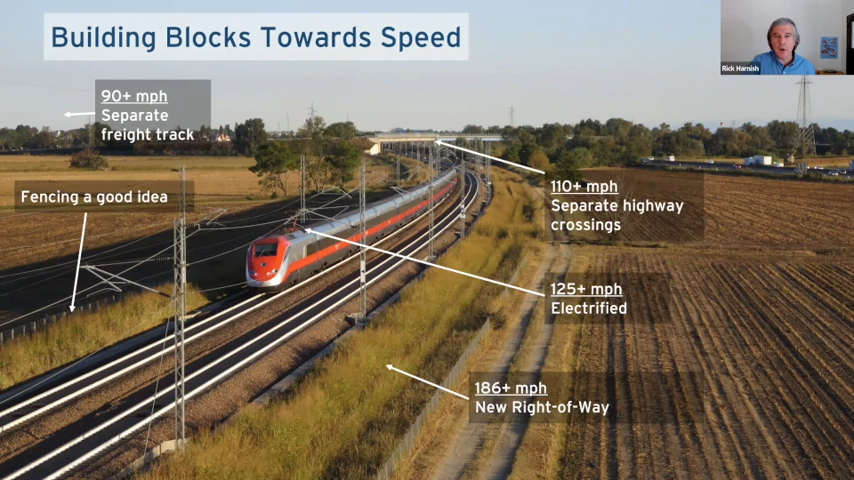 Building Blocks Towards Speed
Rick Harnish
90+ mph
Separate
freight track
Fencing a good idea
110+ mph
Separate highway
crossings
125+ mph
Electrified
186+ mph
New Right-of-Way